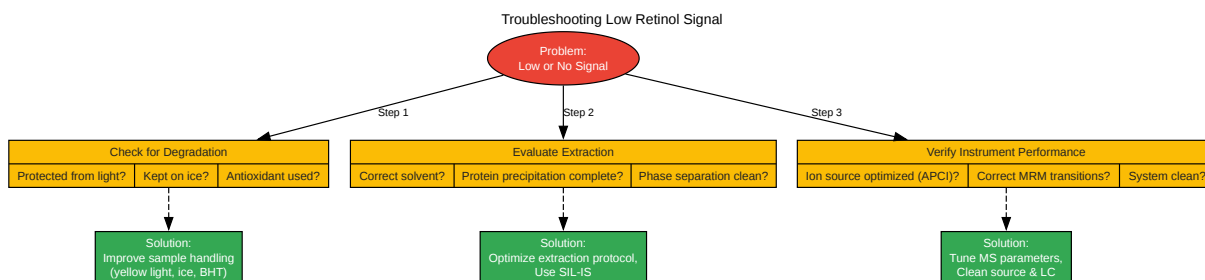 Troubleshooting Low Retinol Signal
Problem:
Low or No Signal
Step 1
Step 2
Step 3
Check for Degradation
Protected from light?
Kept on ice?
Antioxidant used?
Evaluate Extraction
Correct solvent?
Protein precipitation complete?
Phase separation clean?
Verify Instrument Performance
Ion source optimized (APCI)?
Correct MRM transitions?
System clean?
Solution:
Improve sample handling
(yellow light, ice, BHT)
Solution:
Optimize extraction protocol,
Use SIL-IS
Solution:
Tune MS parameters,
Clean source & LC